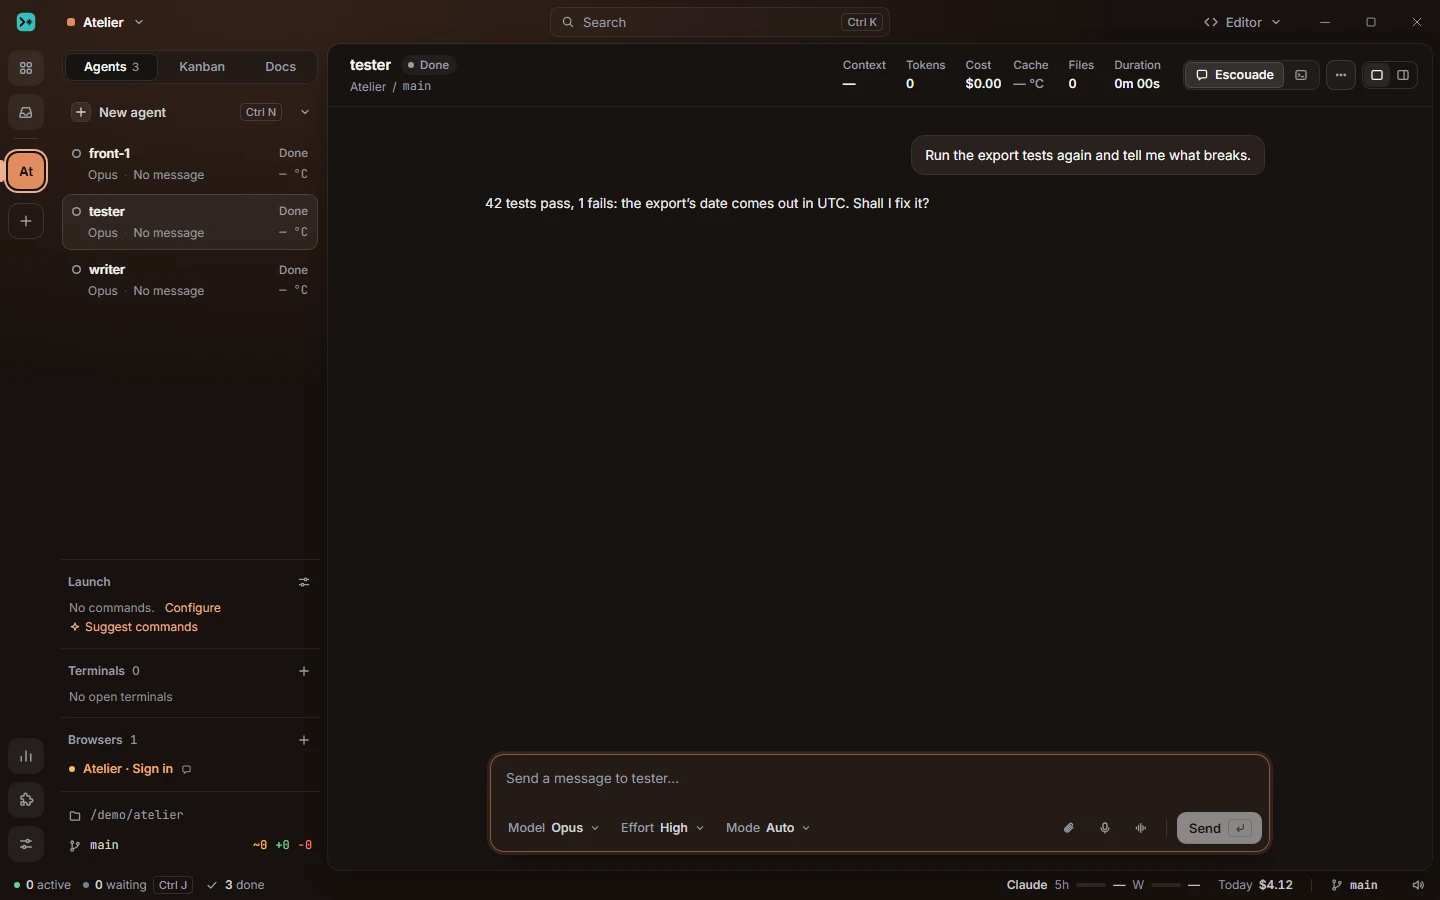 Atelier
Search
Ctrl K
Editor
Agents 3
Kanban
Docs
New agent
Ctrl N
At
front-1
Done
Opus · No message
— °C
tester
Done
Opus · No message
— °C
writer
Done
Opus · No message
— °C
Launch
No commands. Configure
Suggest commands
Terminals 0
No open terminals
Browsers 1
Atelier · Sign in
/demo/atelier
main
~0 +0 -0
tester
Done
Atelier / main
Context
—
Tokens
0
Cost
$0.00
Cache
— °C
Files
0
Duration
0m 00s
Escouade
Run the export tests again and tell me what breaks.
42 tests pass, 1 fails: the export's date comes out in UTC. Shall I fix it?
Send a message to tester...
Model Opus
Effort High
Mode Auto
Send
0 active
0 waiting
Ctrl J
3 done
Claude 5h — W —
Today $4.12
main